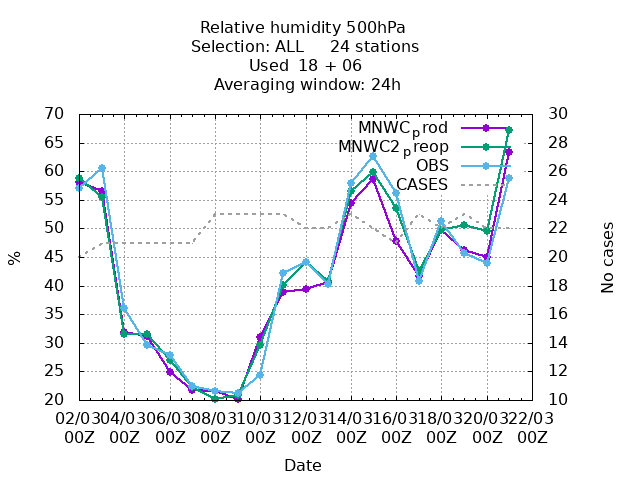 Relative humidity 500hPa
Selection: ALL     24 stations
Used  18 + 06
Averaging window: 24h
70
65
60
55
50
45
40
35
30
25
20
%
30
28
26
24
22
20
18
16
14
12
10
No cases
MNWCprod
MNWC2preop
OBS
CASES
02/03 04/03 06/03 08/03 10/03 12/03 14/03 16/03 18/03 20/03 22/03
00Z 00Z 00Z 00Z 00Z 00Z 00Z 00Z 00Z 00Z 00Z
Date